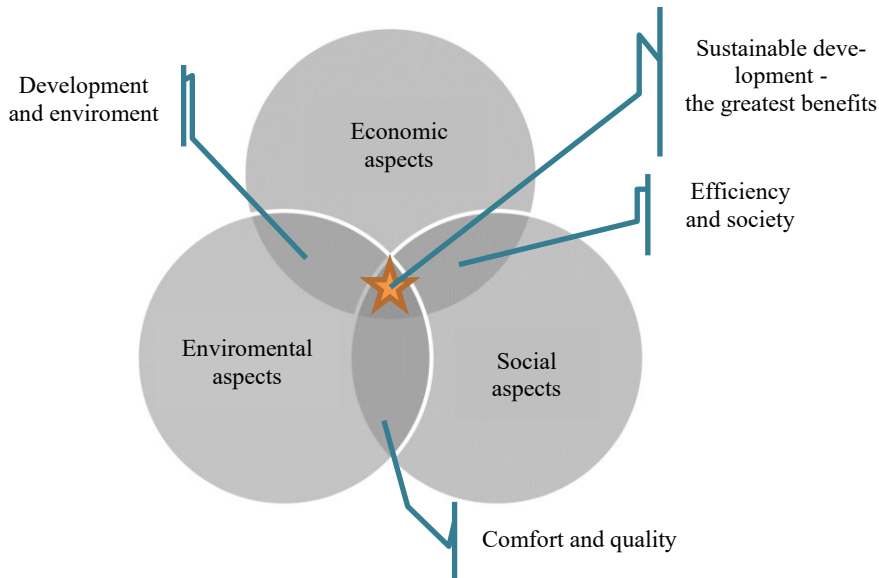 Development
and enviroment
Economic
aspects
Sustainable deve-
lopment -
the greatest benefits
Efficiency
and society
Enviromental
aspects
Social
aspects
Comfort and quality